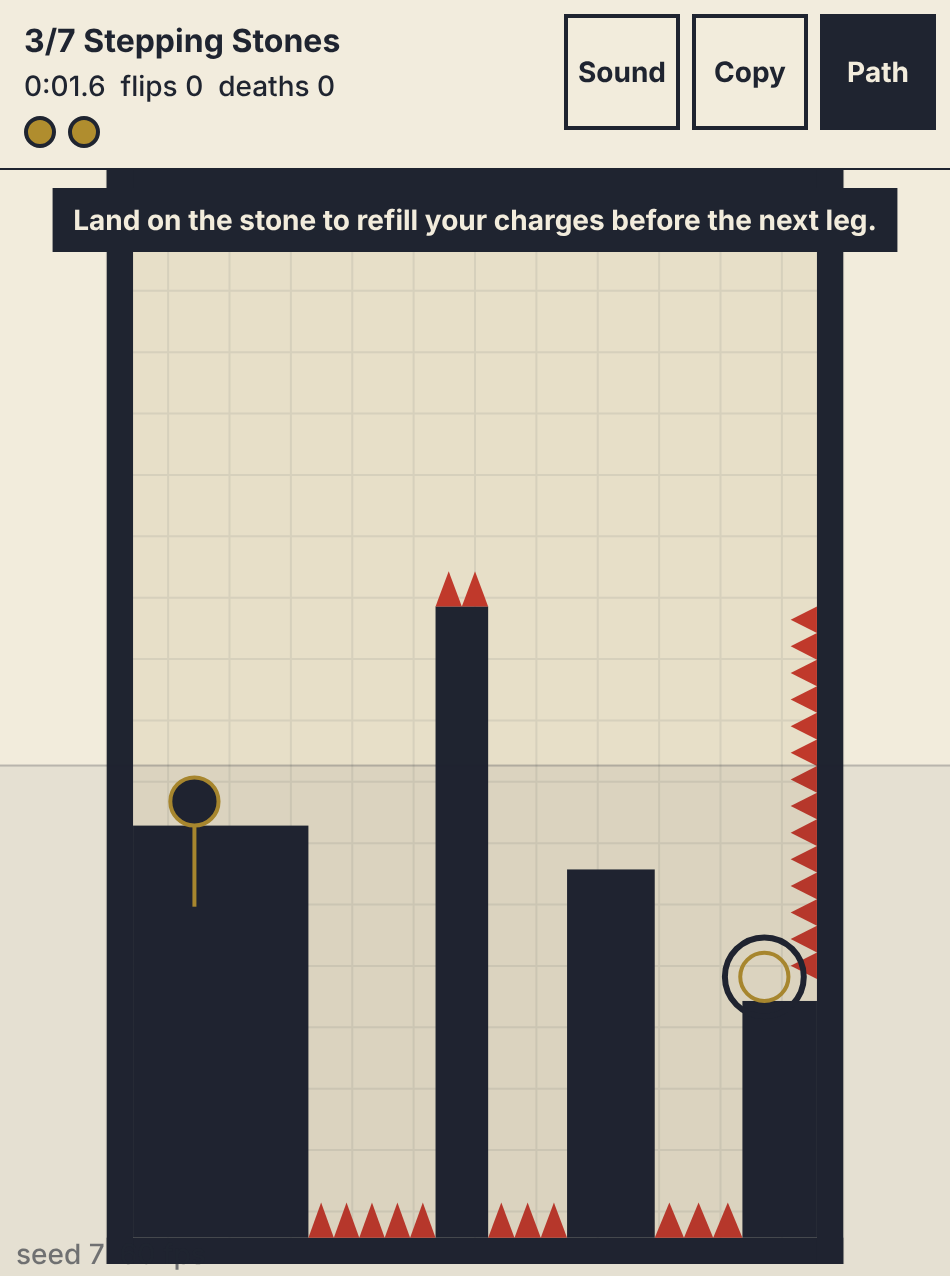 3/7 Stepping Stones
0:01.6 flips 0 deaths 0
Sound
Copy
Path
Land on the stone to refill your charges before the next leg.
seed 7